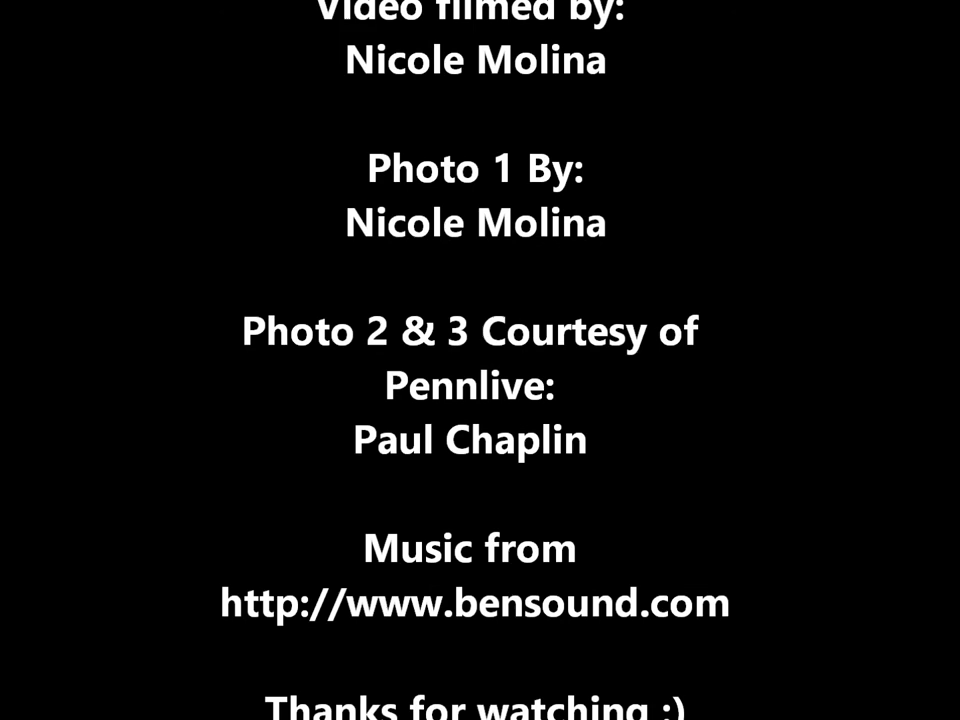 Video filmed by:
Nicole Molina
Photo 1 By:
Nicole Molina
Photo 2 & 3 Courtesy of
Pennlive:
Paul Chaplin
Music from
http://www.bensound.com
Thanks for watching :)